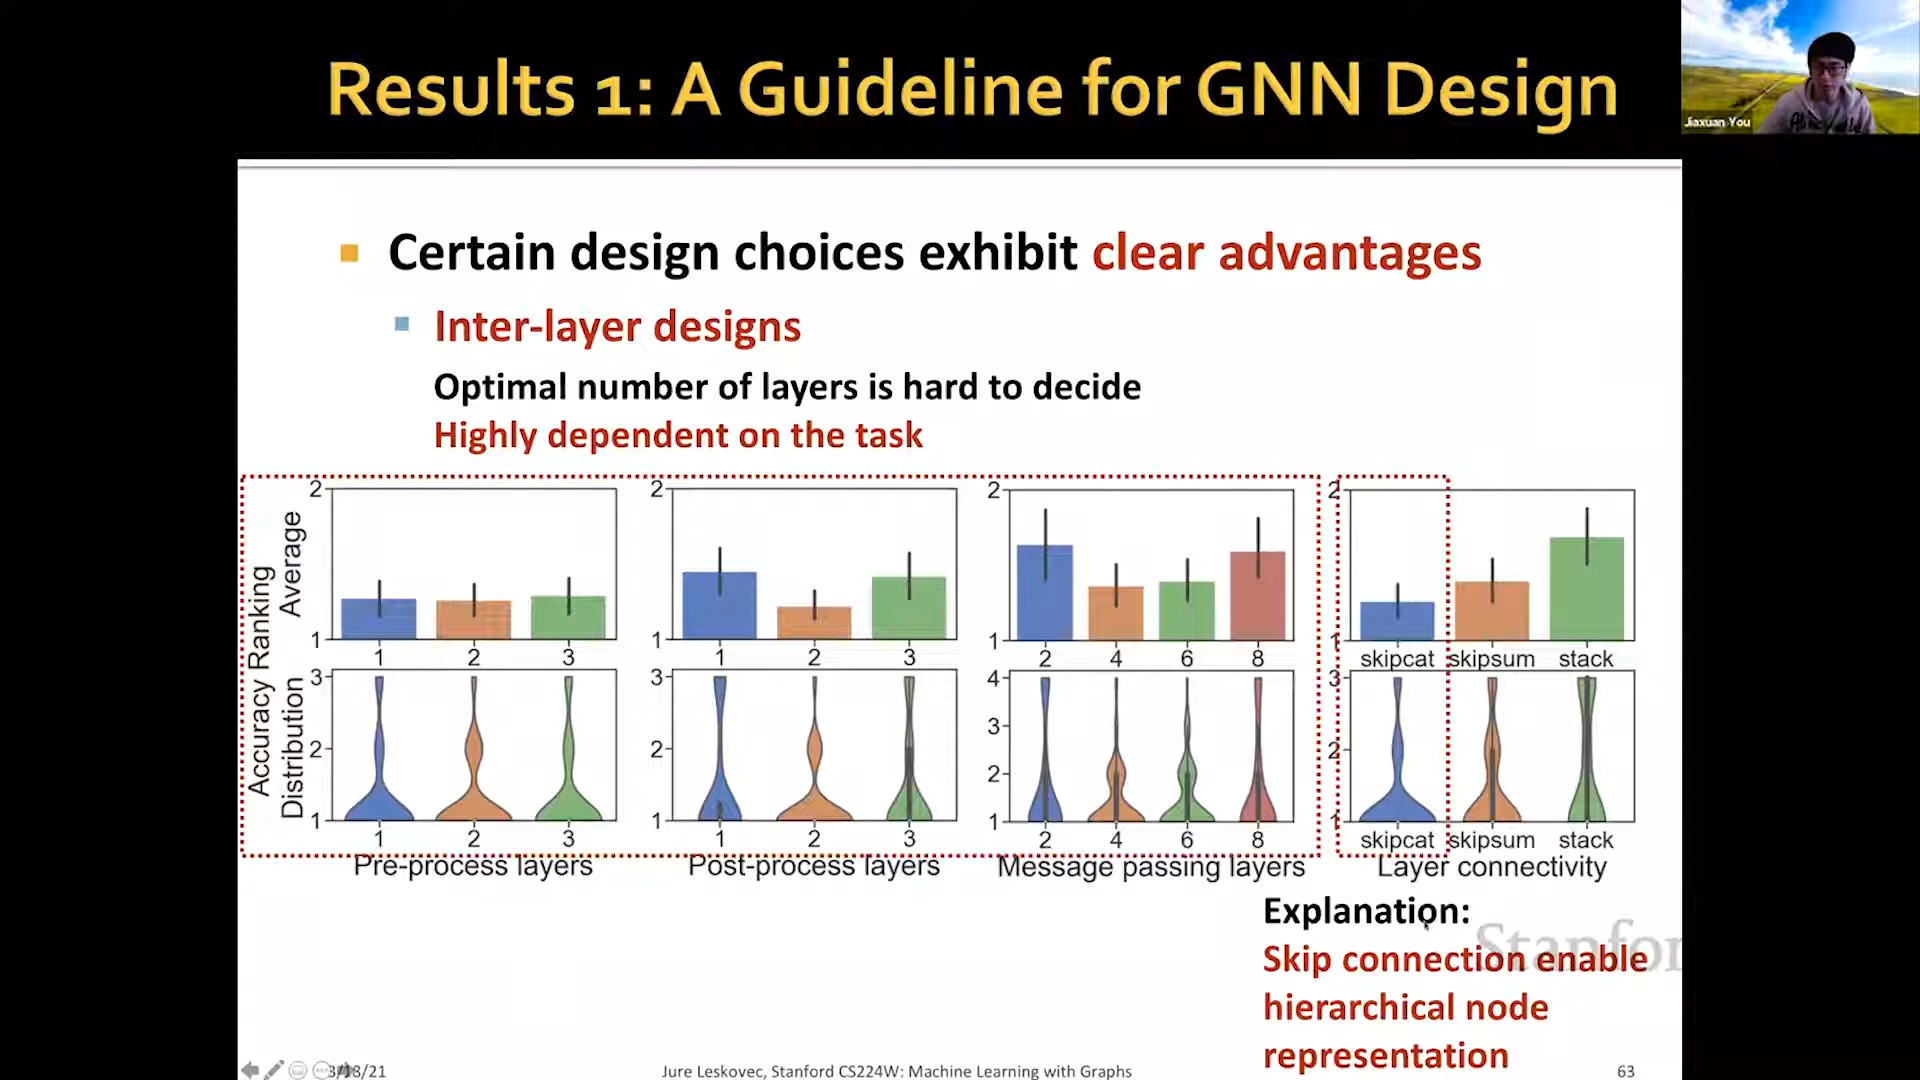 Results 1: A Guideline for GNN Design
Jiaxuan You
Certain design choices exhibit clear advantages
Inter-layer designs
Optimal number of layers is hard to decide
Highly dependent on the task
Accuracy Ranking
Average
Distribution
2
1
1 2 3
3
2
1
1 2 3
Pre-process layers
2
1
1 2 3
3
2
1
1 2 3
Post-process layers
2
1
2 4 6 8
4
3
2
1
2 4 6 8
Message passing layers
2
1
skipcat skipsum stack
3
2
1
skipcat skipsum stack
Layer connectivity
Explanation:
Skip connection enable
hierarchical node
representation
Stanfor
3/18/21
Jure Leskovec, Stanford CS224W: Machine Learning with Graphs
63